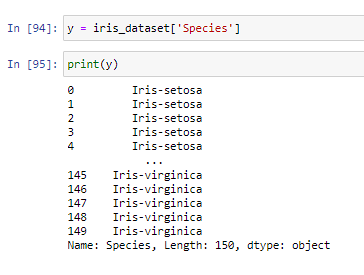 In [94]: y = iris_dataset['Species']
In [95]: print(y)
0         Iris-setosa
1         Iris-setosa
2         Iris-setosa
3         Iris-setosa
4         Iris-setosa
            ...
145    Iris-virginica
146    Iris-virginica
147    Iris-virginica
148    Iris-virginica
149    Iris-virginica
Name: Species, Length: 150, dtype: object